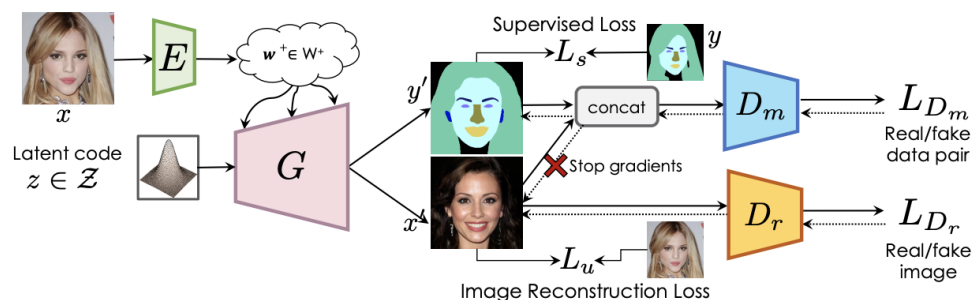 x
E
w⁺ ∈ W⁺
Latent code
z ∈ Z
G
Supervised Loss
L_s
y
y'
concat
D_m
L_{D_m}
Real/fake
data pair
Stop gradients
x
D_r
L_{D_r}
Real/fake
image
L_u
Image Reconstruction Loss